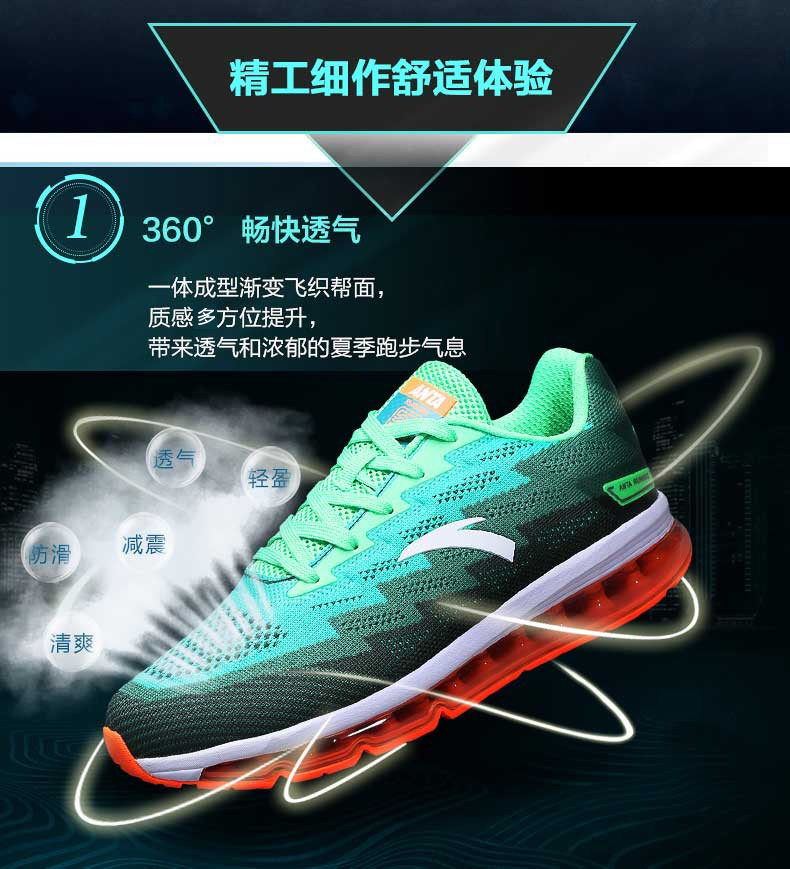 精工细作舒适体验
1
360° 畅快透气
一体成型渐变飞织帮面，
质感多方位提升，
带来透气和浓郁的夏季跑步气息
ANTA
透气
轻盈
ANTA RUNNING
防滑
减震
清爽